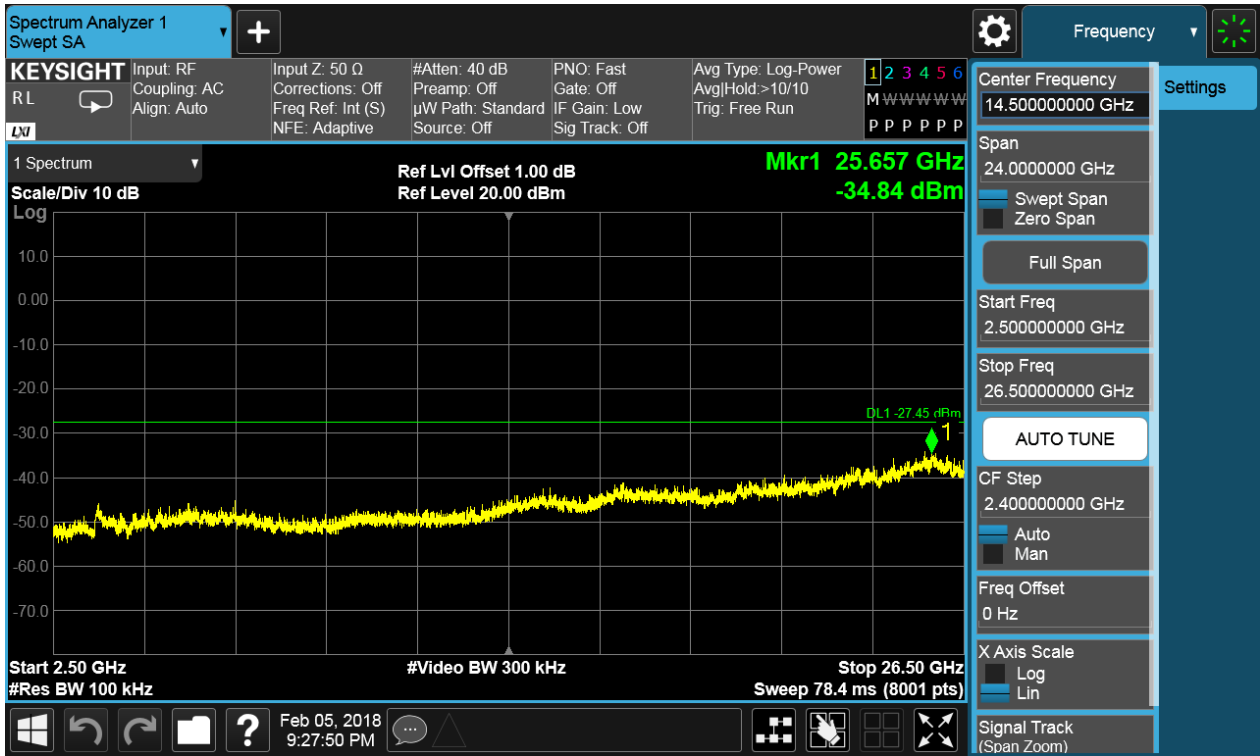 Spectrum Analyzer 1
Swept SA
+
Frequency
KEYSIGHT
R L
LXI
Input: RF
Coupling: AC
Align: Auto
Input Z: 50 Ω
Corrections: Off
Freq Ref: Int (S)
NFE: Adaptive
#Atten: 40 dB
Preamp: Off
µW Path: Standard
Source: Off
PNO: Fast
Gate: Off
IF Gain: Low
Sig Track: Off
Avg Type: Log-Power
Avg|Hold:>10/10
Trig: Free Run
1 2 3 4 5 6
M W W W W W
P P P P P P
1 Spectrum
Scale/Div 10 dB
Log
Ref Lvl Offset 1.00 dB
Ref Level 20.00 dBm
Mkr1 25.657 GHz
-34.84 dBm
10.0
0.00
-10.0
-20.0
-30.0
-40.0
-50.0
-60.0
-70.0
DL1 -27.45 dBm
1
Start 2.50 GHz
#Res BW 100 kHz
#Video BW 300 kHz
Stop 26.50 GHz
Sweep 78.4 ms (8001 pts)
Center Frequency
14.500000000 GHz
Settings
Span
24.0000000 GHz
Swept Span
Zero Span
Full Span
Start Freq
2.500000000 GHz
Stop Freq
26.500000000 GHz
AUTO TUNE
CF Step
2.400000000 GHz
Auto
Man
Freq Offset
0 Hz
X Axis Scale
Log
Lin
Signal Track
(Span Zoom)
?
Feb 05, 2018
9:27:50 PM